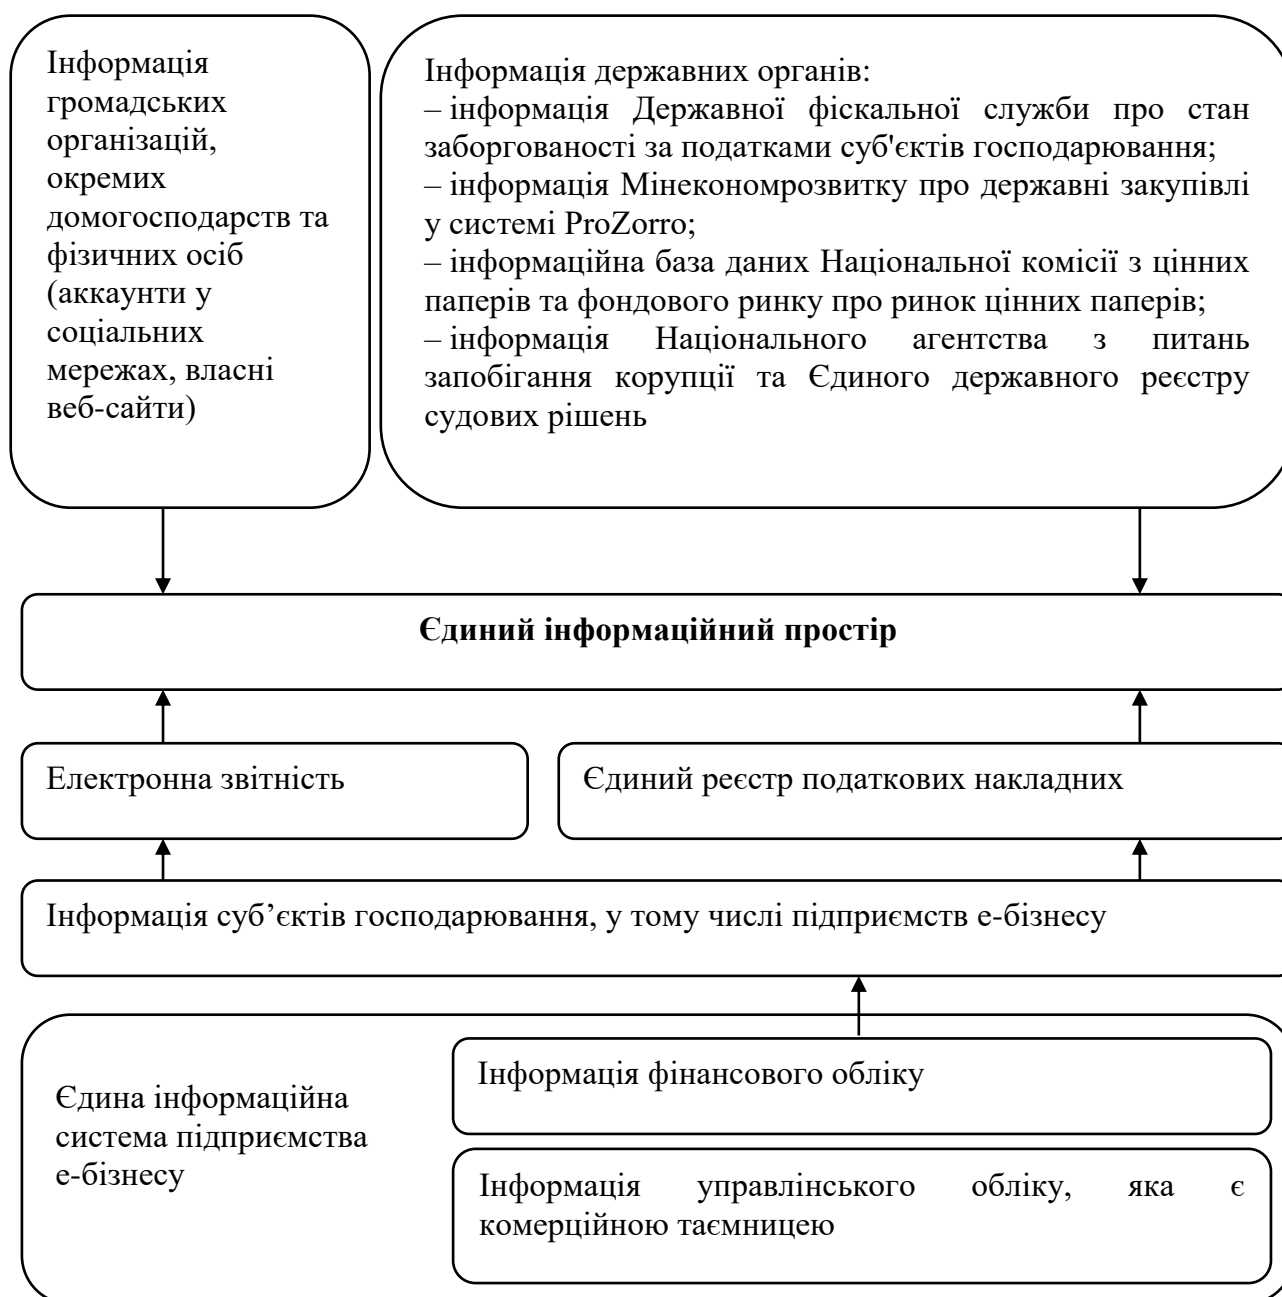 Інформація
громадських
організацій,
окремих
домогосподарств та
фізичних осіб
(аккаунти у
соціальних
мережах, власні
веб-сайти)
Інформація державних органів:
– інформація Державної фіскальної служби про стан
заборгованості за податками суб'єктів господарювання;
– інформація Мінекономрозвитку про державні закупівлі
у системі ProZorro;
– інформаційна база даних Національної комісії з цінних
паперів та фондового ринку про ринок цінних паперів;
– інформація Національного агентства з питань
запобігання корупції та Єдиного державного реєстру
судових рішень
Єдиний інформаційний простір
Електронна звітність
Єдиний реєстр податкових накладних
Інформація суб’єктів господарювання, у тому числі підприємств е-бізнесу
Єдина інформаційна
система підприємства
е-бізнесу
Інформація фінансового обліку
Інформація управлінського обліку, яка є
комерційною таємницею